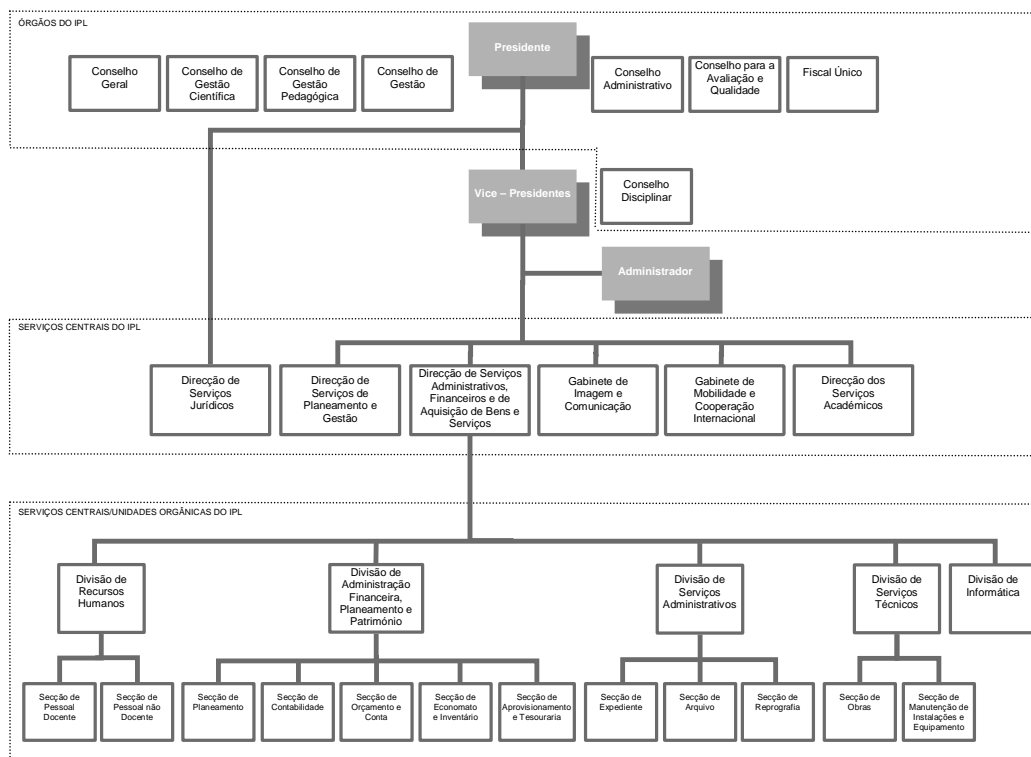 ÓRGÃOS DO IPL
Presidente
Conselho
Geral
Conselho de
Gestão
Científica
Conselho de
Gestão
Pedagógica
Conselho de
Gestão
Conselho
Administrativo
Conselho para a
Avaliação e
Qualidade
Fiscal Único
Vice – Presidentes
Conselho
Disciplinar
Administrador
SERVIÇOS CENTRAIS DO IPL
Direcção de
Serviços
Jurídicos
Direcção de
Serviços de
Planeamento e
Gestão
Direcção de Serviços
Administrativos,
Financeiros e de
Aquisição de Bens e
Serviços
Gabinete de
Imagem e
Comunicação
Gabinete de
Mobilidade e
Cooperação
Internacional
Direcção dos
Serviços
Académicos
SERVIÇOS CENTRAIS/UNIDADES ORGÂNICAS DO IPL
Divisão de
Recursos
Humanos
Divisão de
Administração
Financeira,
Planeamento e
Património
Divisão de
Serviços
Administrativos
Divisão de
Serviços
Técnicos
Divisão de
Informática
Secção de
Pessoal
Docente
Secção de
Pessoal não
Docente
Secção de
Planeamento
Secção de
Contabilidade
Secção de
Orçamento e
Conta
Secção de
Economato e
Inventário
Secção de
Aprovisionamento
e Tesouraria
Secção de
Expediente
Secção de
Arquivo
Secção de
Reprografia
Secção de
Obras
Secção de
Manutenção de
Instalações e
Equipamento